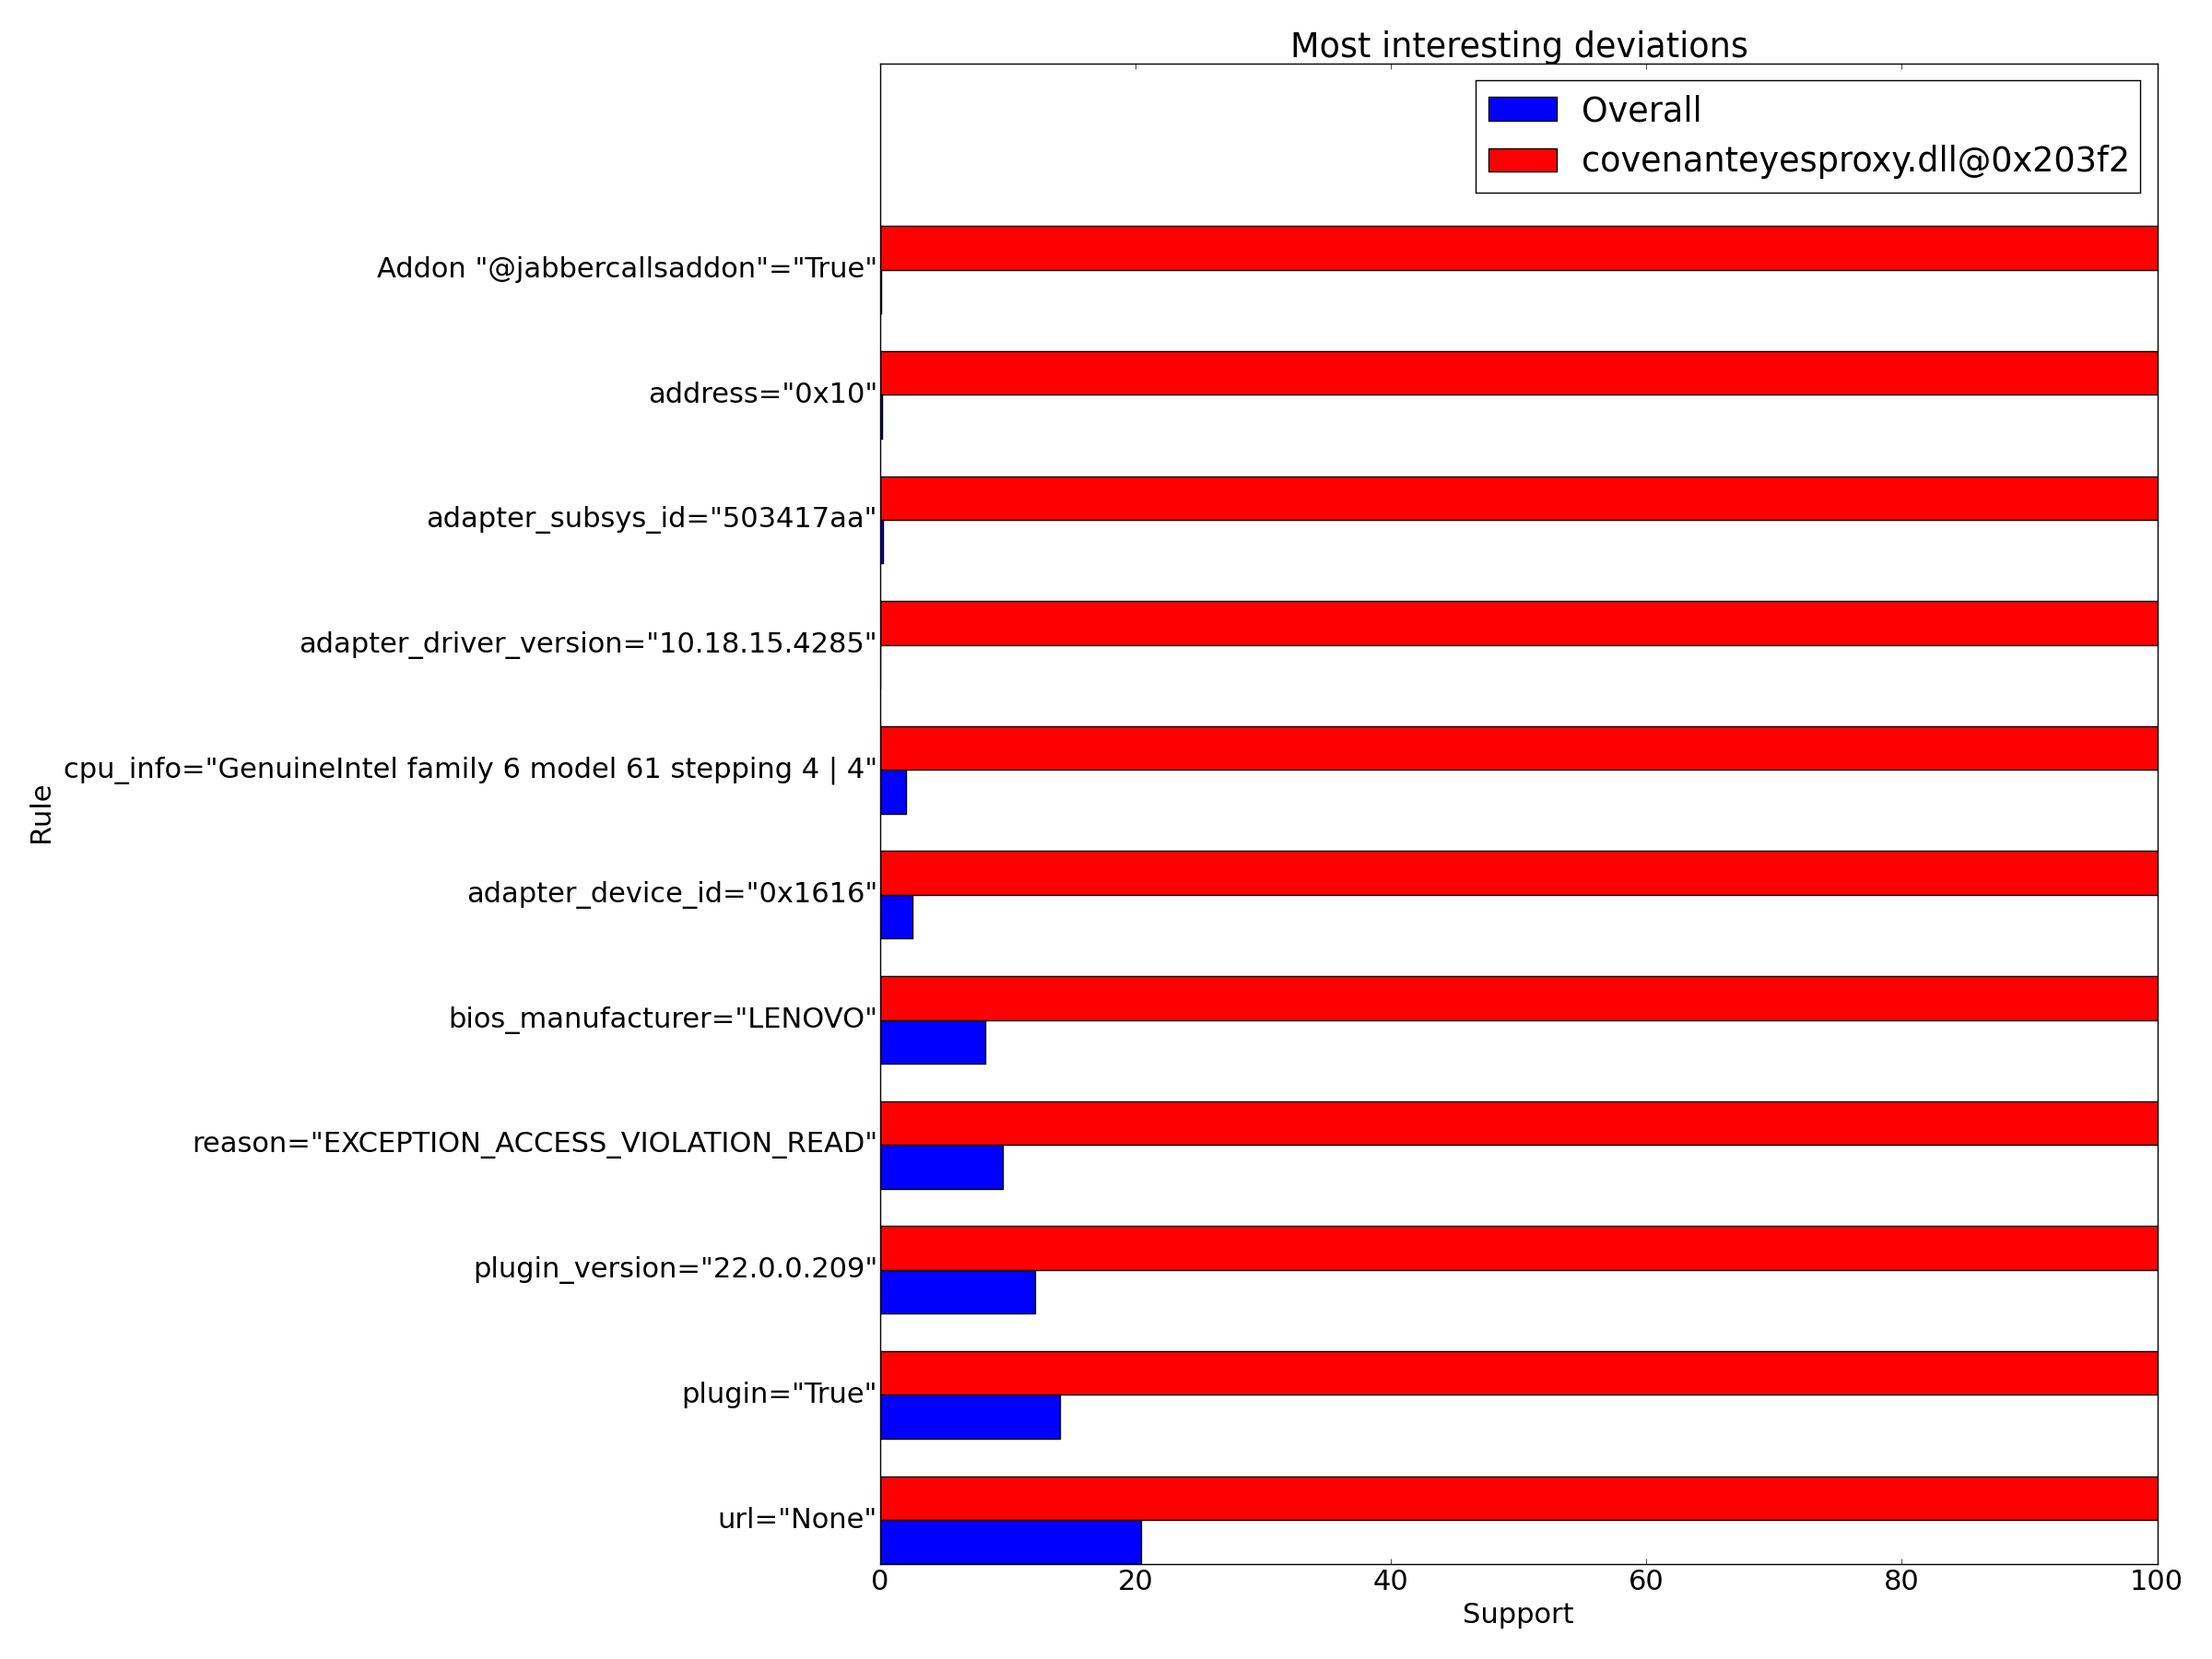 Most interesting deviations
Overall
covenanteyesproxy.dll@0x203f2
Addon "@jabbercallsaddon"="True"
address="0x10"
adapter_subsys_id="503417aa"
adapter_driver_version="10.18.15.4285"
cpu_info="GenuineIntel family 6 model 61 stepping 4 | 4"
Rule
adapter_device_id="0x1616"
bios_manufacturer="LENOVO"
reason="EXCEPTION_ACCESS_VIOLATION_READ"
plugin_version="22.0.0.209"
plugin="True"
url="None"
0 20 40 60 80 100
Support